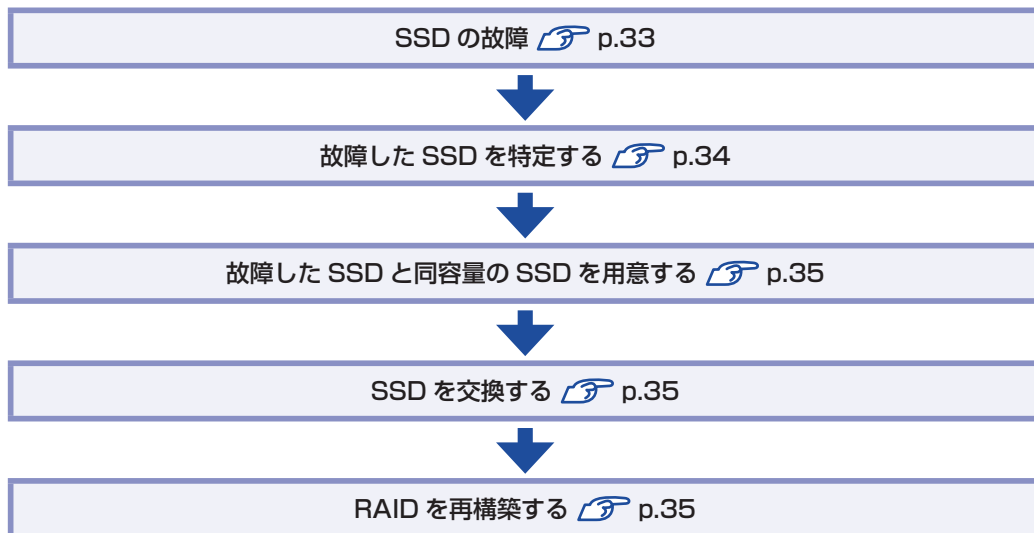 SSD の故障 p.33
故障した SSD を特定する p.34
故障した SSD と同容量の SSD を用意する p.35
SSD を交換する p.35
RAID を再構築する p.35